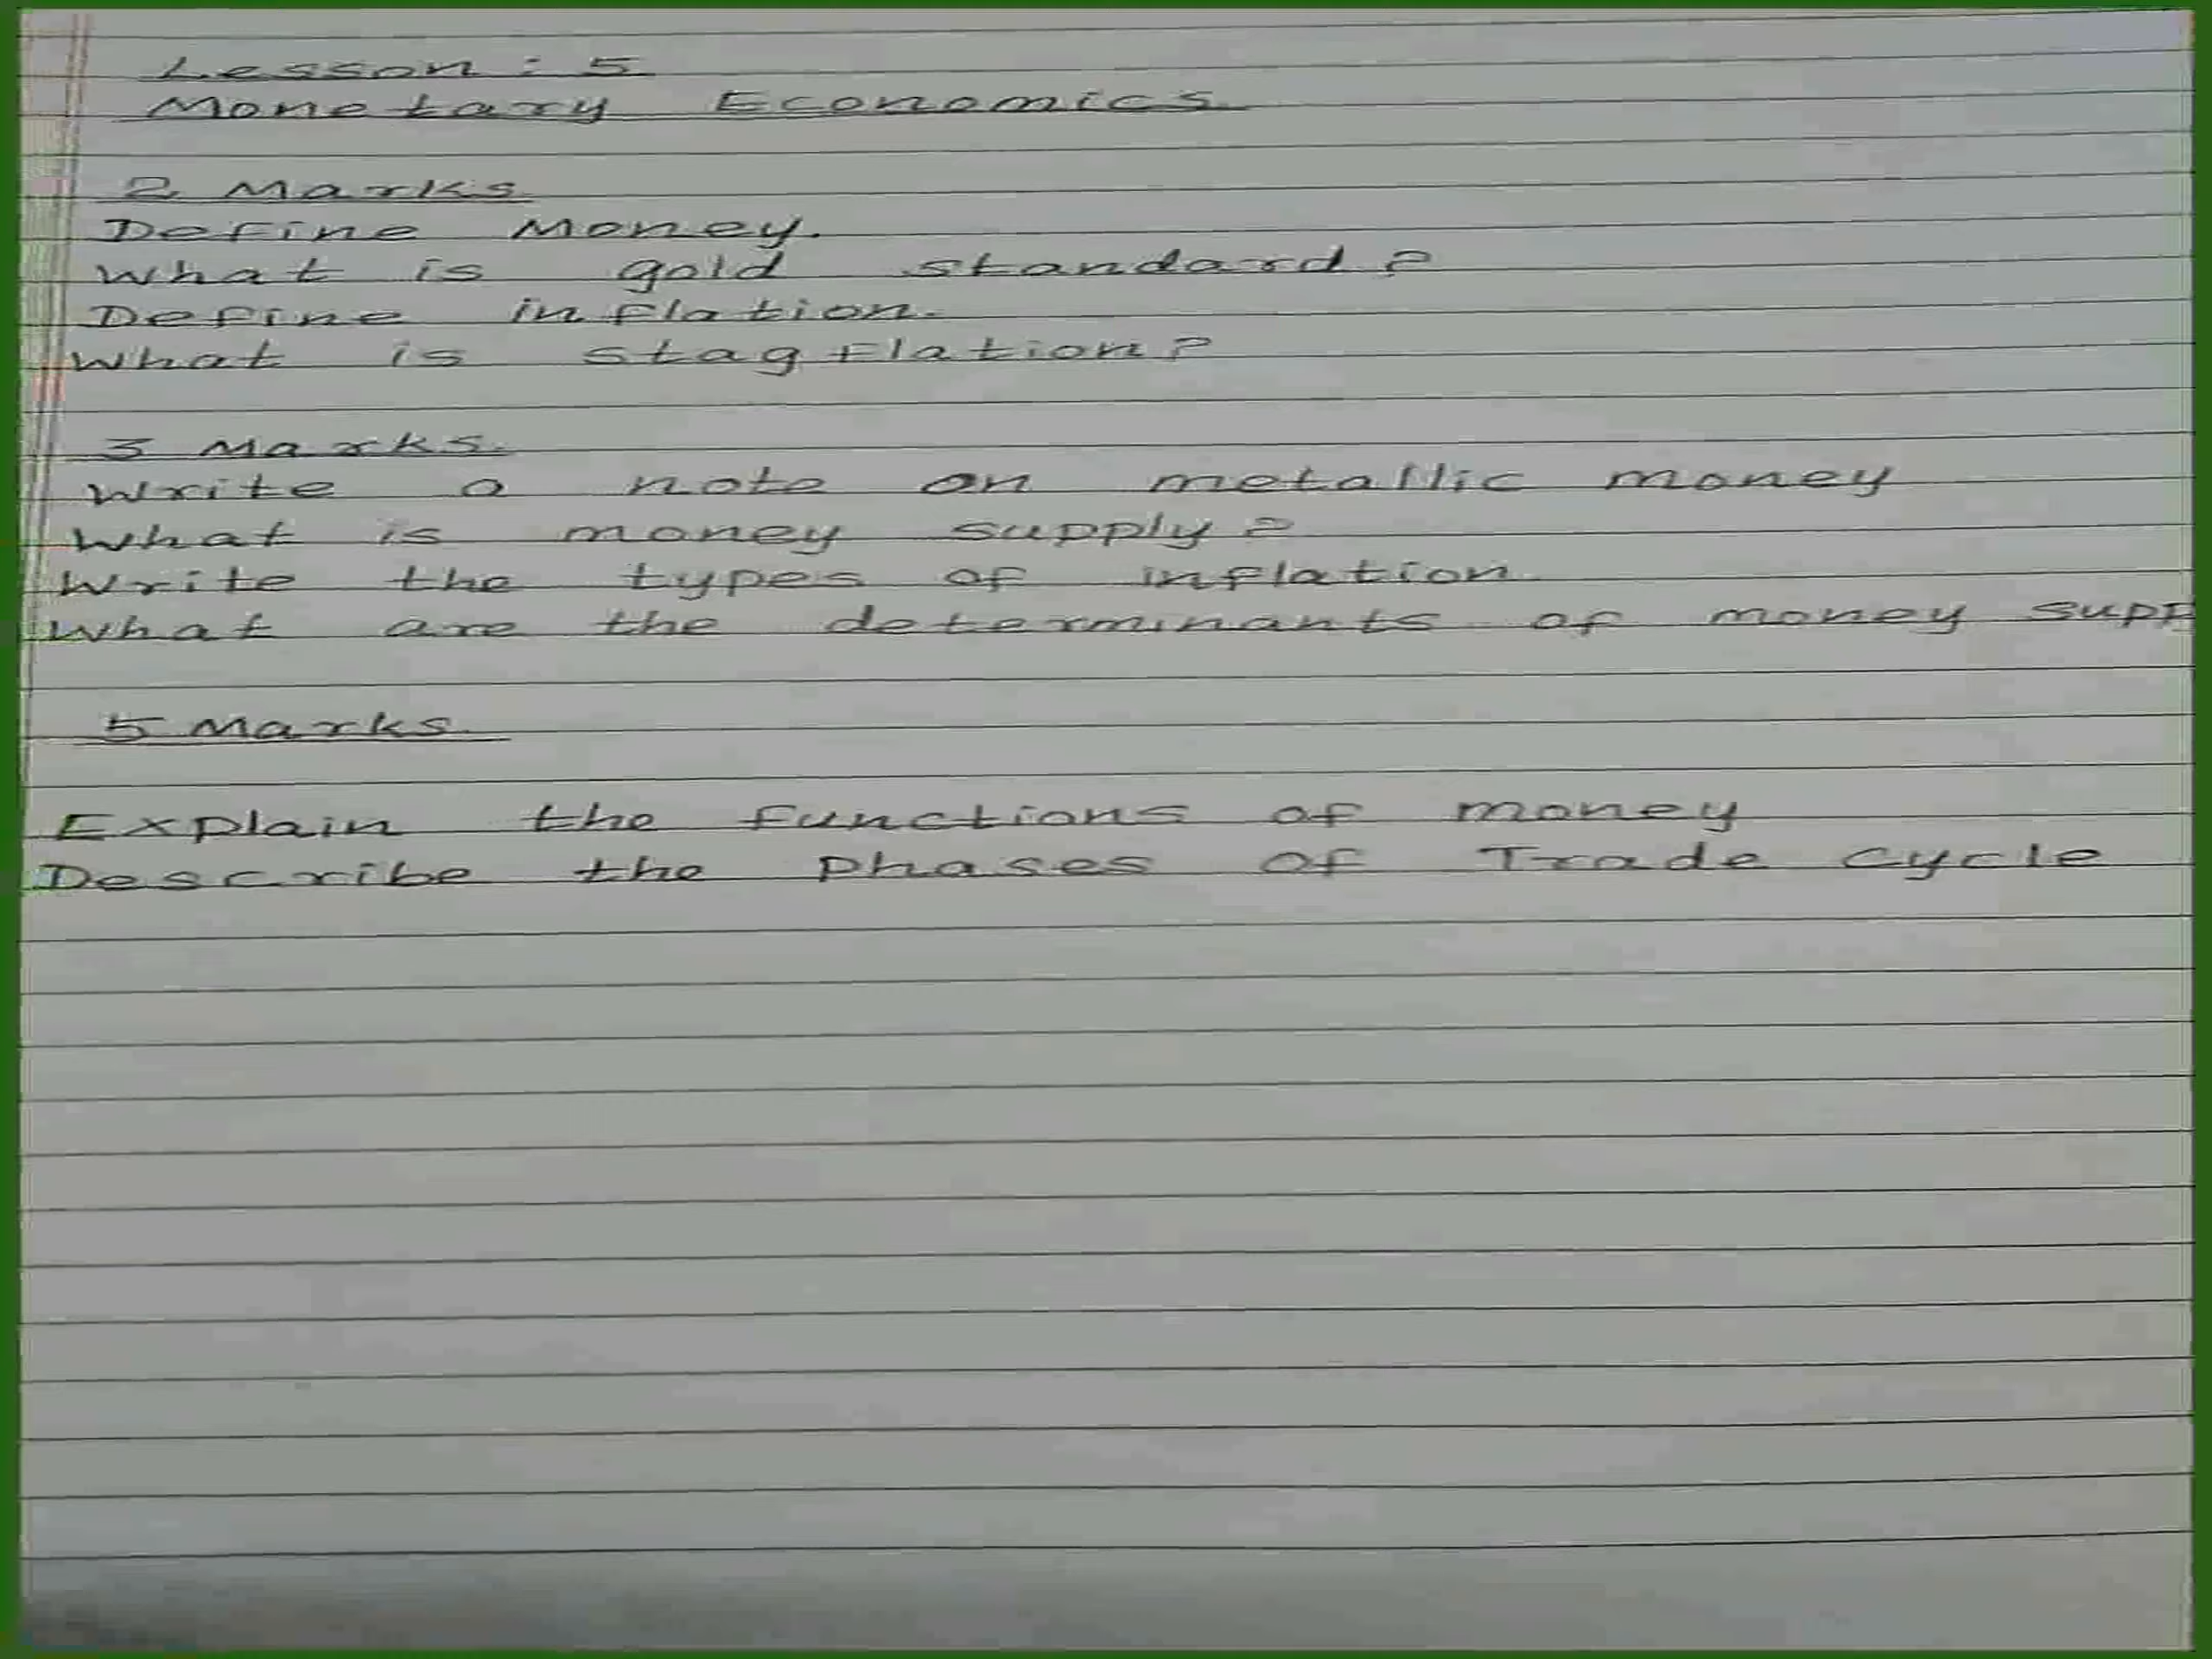 Lesson : 5
Monetary Economics.
2 Marks
Define Money.
What is gold standard ?
Define inflation.
What is stagflation ?
3 Marks.
Write a note on metallic money
What is money supply ?
Write the types of inflation.
What are the determinants of money supp
5 Marks.
Explain the functions of money
Describe the Phases of Trade Cycle